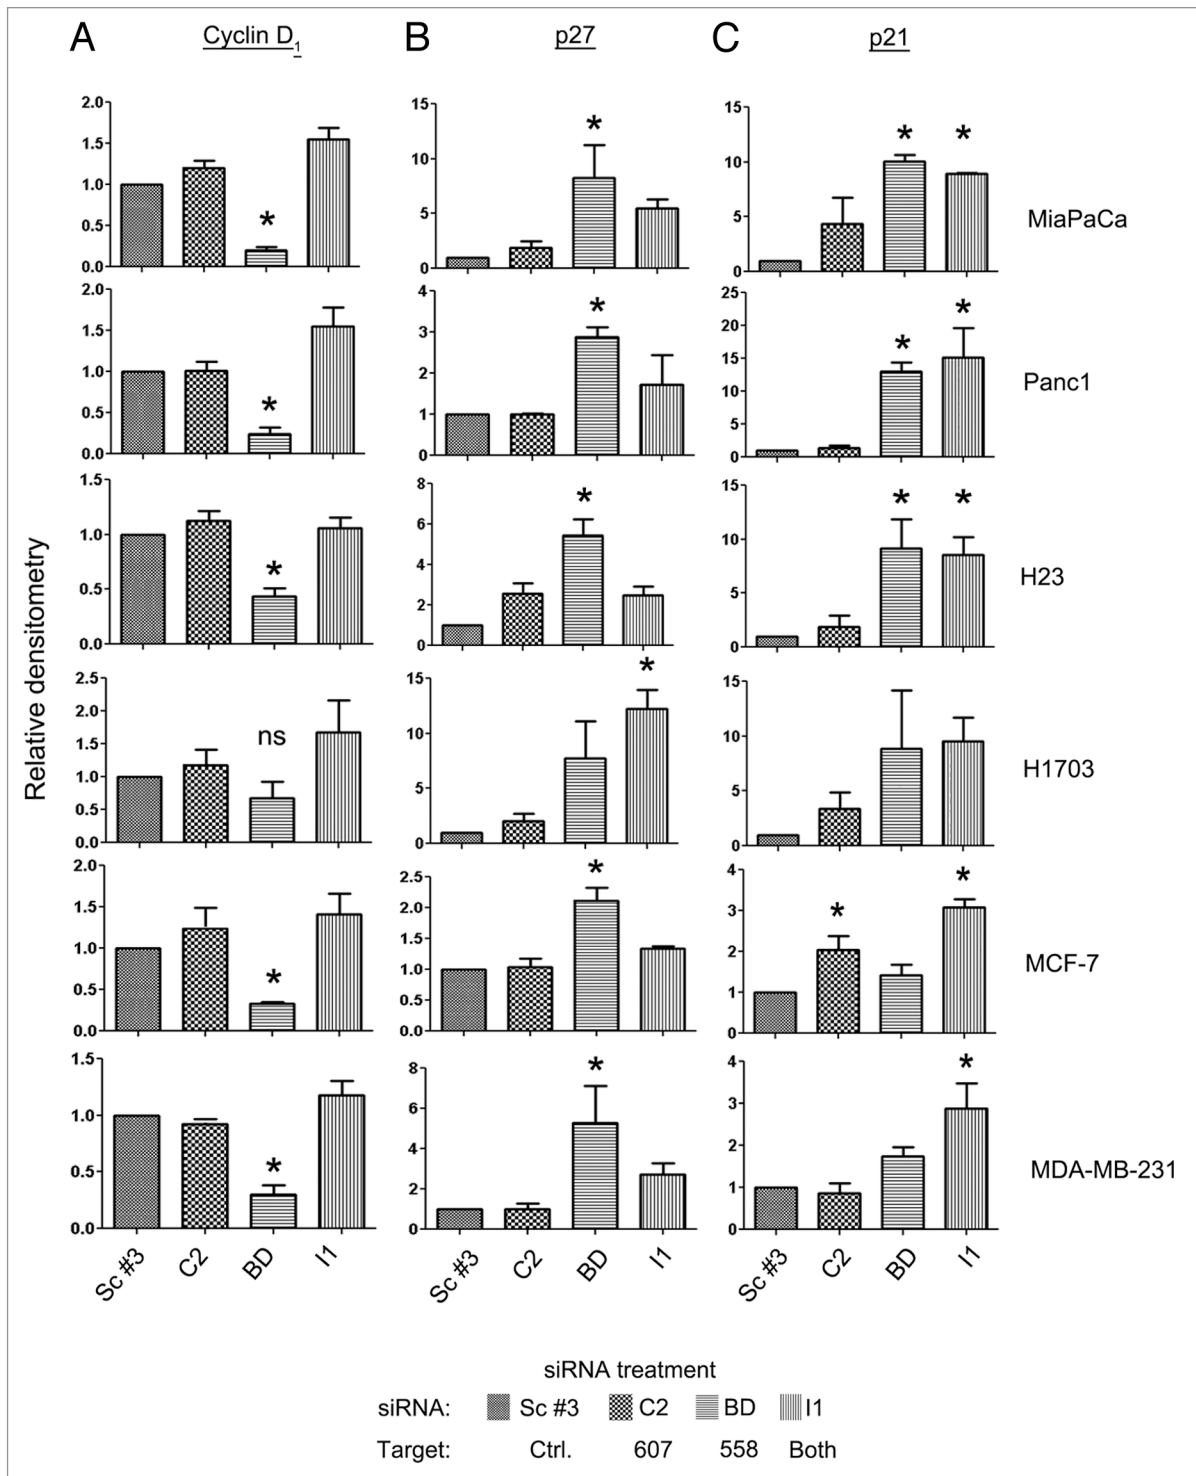 A Cyclin D1 B p27 C p21
2.0 1.5 1.0 0.5 0.0
15 10 5 0
15 10 5 0
* * * *
MiaPaCa
2.0 1.5 1.0 0.5 0.0
4 3 2 1 0
25 20 15 10 5 0
* * * *
Panc1
1.5 1.0 0.5 0.0
8 6 4 2 0
15 10 5 0
* * * *
H23
Relative densitometry
2.5 2.0 1.5 1.0 0.5 0.0
15 10 5 0
15 10 5 0
ns *
H1703
2.0 1.5 1.0 0.5 0.0
2.5 2.0 1.5 1.0 0.5 0.0
4 3 2 1 0
* * * *
MCF-7
1.5 1.0 0.5 0.0
8 6 4 2 0
4 3 2 1 0
* * *
MDA-MB-231
Sc #3 C2 BD I1 Sc #3 C2 BD I1 Sc #3 C2 BD I1
siRNA treatment
siRNA: Sc #3 C2 BD I1
Target: Ctrl. 607 558 Both